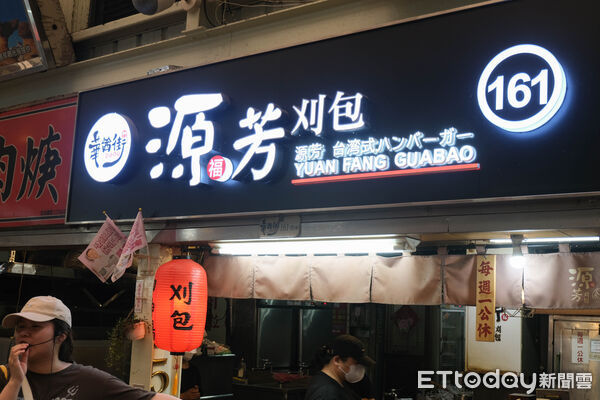 華西街
源芳刈包
福
源芳 台湾式ハンバーガー
YUAN FANG GUABAO
161
肉焿
刈包
每週一公休
源芳
ETtoday新聞雲